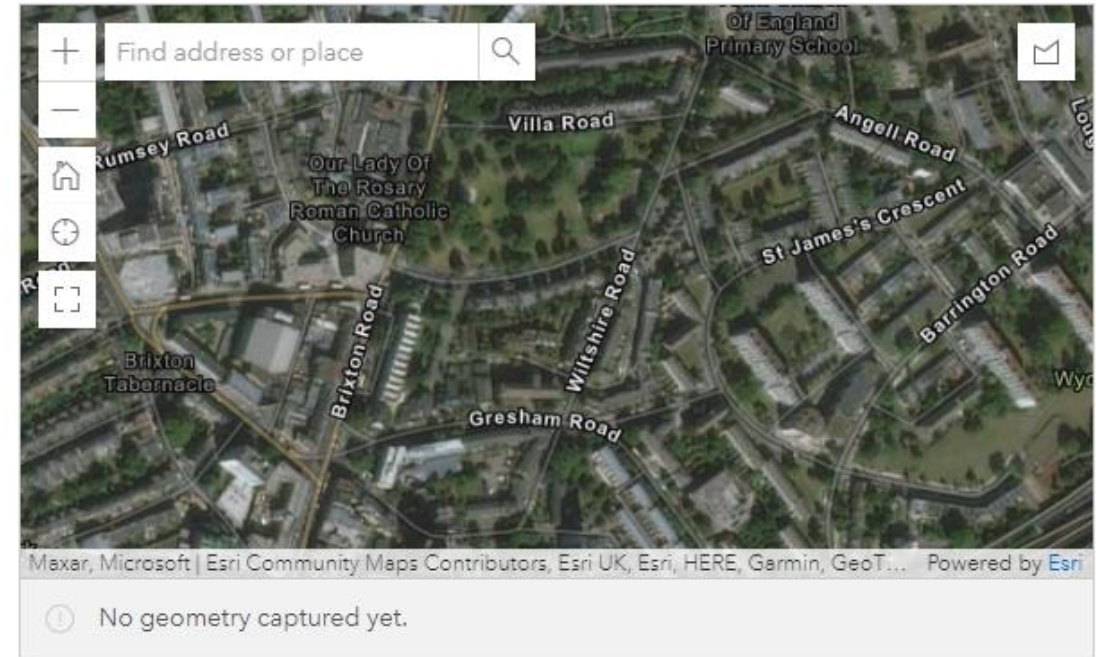 Find address or place
Of England
Primary School
Villa Road
Angell Road
Rumsey Road
Our Lady Of
The Rosary
Roman Catholic
Church
St James's Crescent
Barrington Road
Wiltshire Road
Brixton Road
Brixton
Tabernacle
Gresham Road
Maxar, Microsoft | Esri Community Maps Contributors, Esri UK, Esri, HERE, Garmin, GeoT... Powered by Esri
No geometry captured yet.